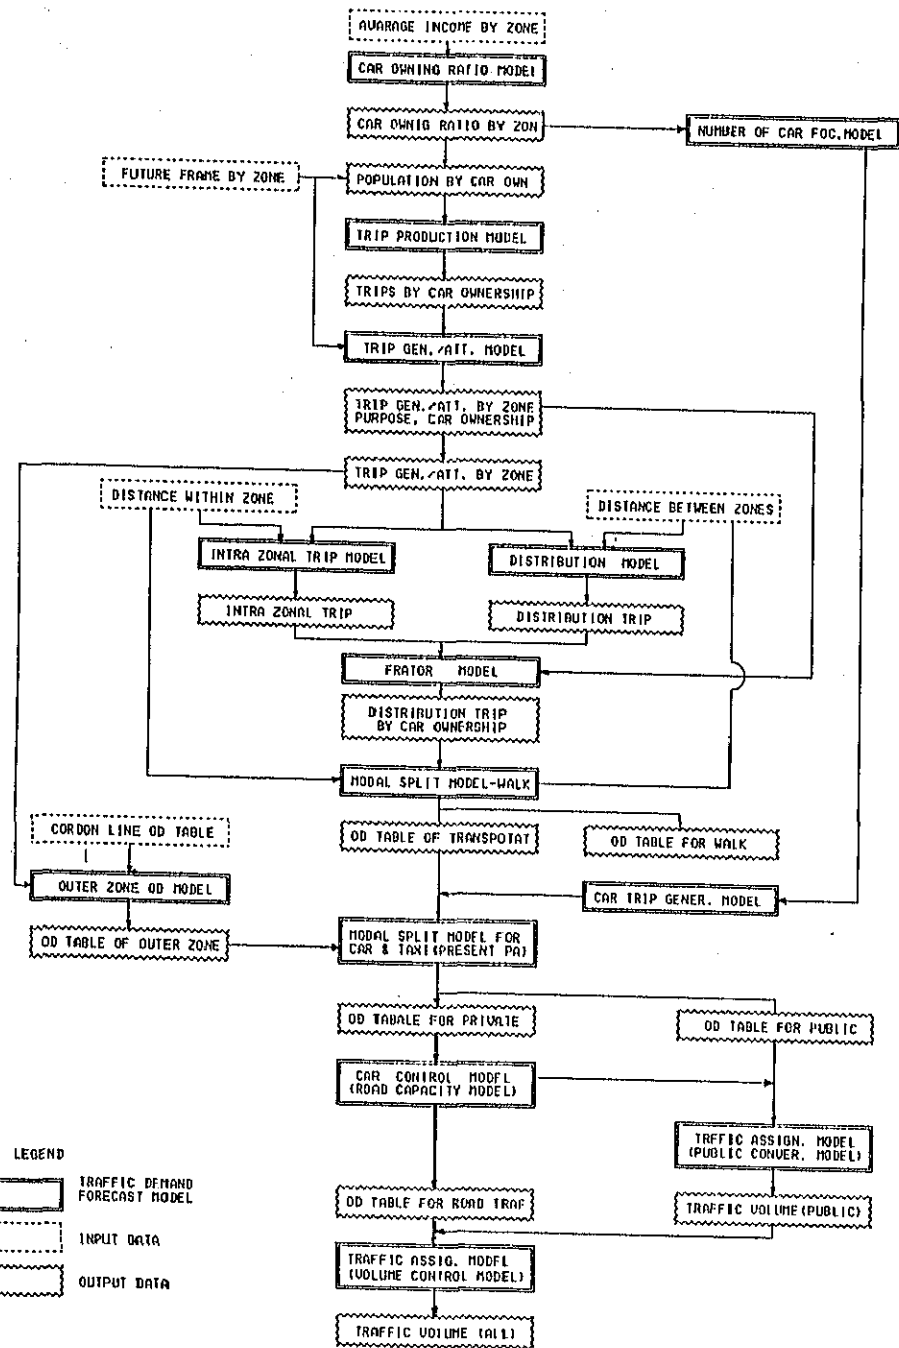 AVARAGE INCOME BY ZONE
CAR OWNING RATIO MODEL
CAR OWNIG RATIO BY ZON
NUMBER OF CAR FOC.MODEL
FUTURE FRAME BY ZONE
POPULATION BY CAR OWN
TRIP PRODUCTION MODEL
TRIPS BY CAR OWNERSHIP
TRIP GEN./ATT. MODEL
TRIP GEN./ATT. BY ZONE
PURPOSE, CAR OWNERSHIP
TRIP GEN./ATT. BY ZONE
DISTANCE WITHIN ZONE
DISTANCE BETWEEN ZONES
INTRA ZONAL TRIP MODEL
DISTRIBUTION MODEL
INTRA ZONAL TRIP
DISTRIBUTION TRIP
FRATOR MODEL
DISTRIBUTION TRIP
BY CAR OWNERSHIP
MODAL SPLIT MODEL-WALK
CORDON LINE OD TABLE
OD TABLE OF TRANSPOTAT
OD TABLE FOR WALK
OUTER ZONE OD MODEL
CAR TRIP GENER. MODEL
OD TABLE OF OUTER ZONE
MODAL SPLIT MODEL FOR
CAR & TAXI(PRESENT PA)
OD TABALE FOR PRIVATE
OD TABLE FOR PUBLIC
CAR CONTROL MODEL
(ROAD CAPACITY MODEL)
TRFFIC ASSIGN. MODEL
(PUBLIC CONVER. MODEL)
OD TABLE FOR ROAD TRAF
TRAFFIC VOLUME(PUBLIC)
TRAFFIC ASSIG. MODEL
(VOLUME CONTROL MODEL)
TRAFFIC VOLUME (ALL)
LEGEND
TRAFFIC DEMAND
FORECAST MODEL
INPUT DATA
OUTPUT DATA